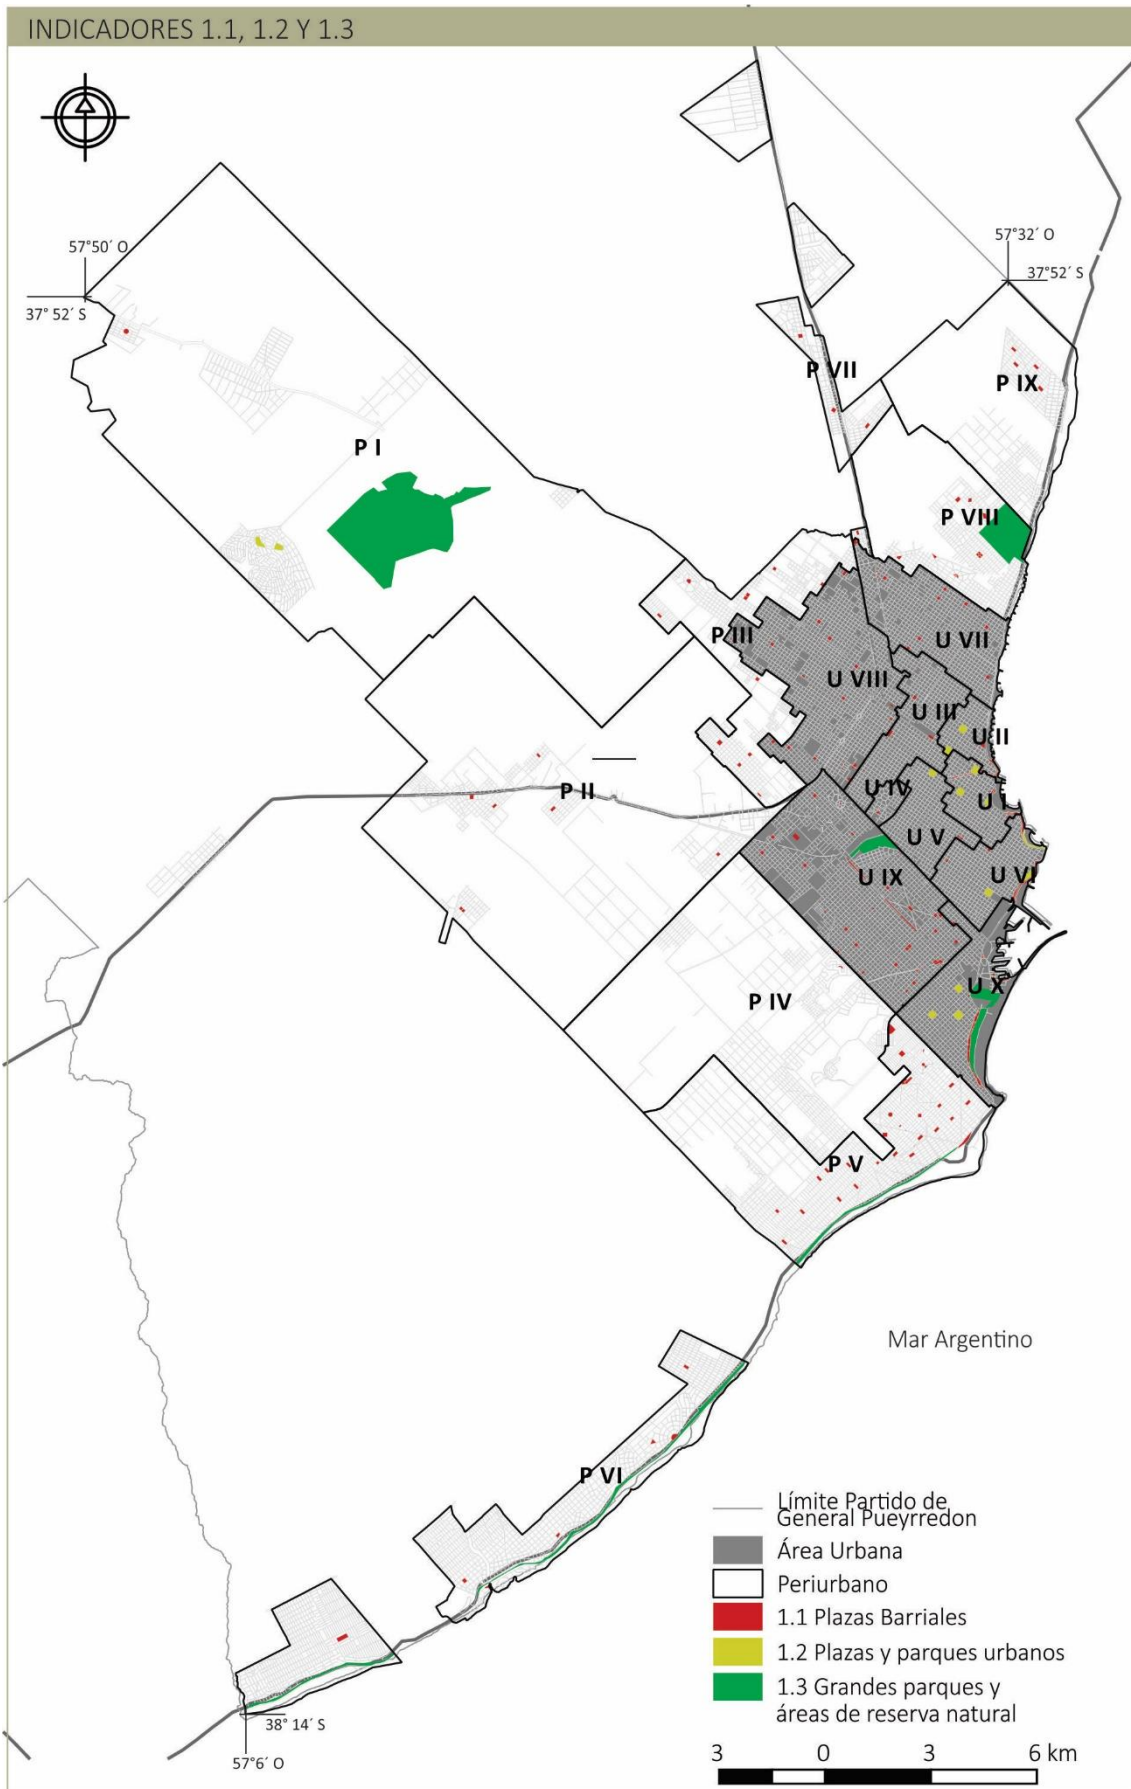 INDICADORES 1.1, 1.2 Y 1.3
57°50´ O
37° 52´ S
57°32´ O
37°52´ S
P VII
P IX
P I
P VIII
P III
U VII
U VIII
U III
U II
P II
U IV
U I
U V
U IX
U VI
P IV
U X
P V
Mar Argentino
P VI
Límite Partido de
General Pueyrredon
Área Urbana
Periurbano
1.1 Plazas Barriales
1.2 Plazas y parques urbanos
1.3 Grandes parques y
áreas de reserva natural
38° 14´ S
57°6´ O
3 0 3 6 km